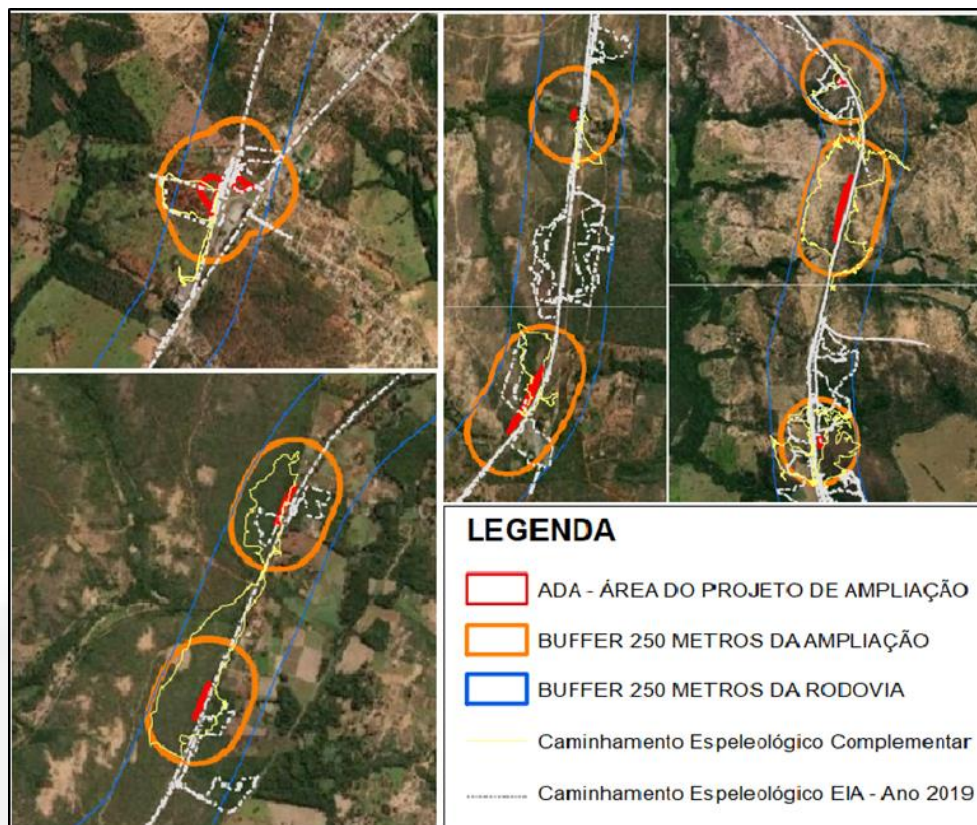 LEGENDA
ADA - ÁREA DO PROJETO DE AMPLIAÇÃO
BUFFER 250 METROS DA AMPLIAÇÃO
BUFFER 250 METROS DA RODOVIA
Caminhamento Espeleológico Complementar
Caminhamento Espeleológico EIA - Ano 2019